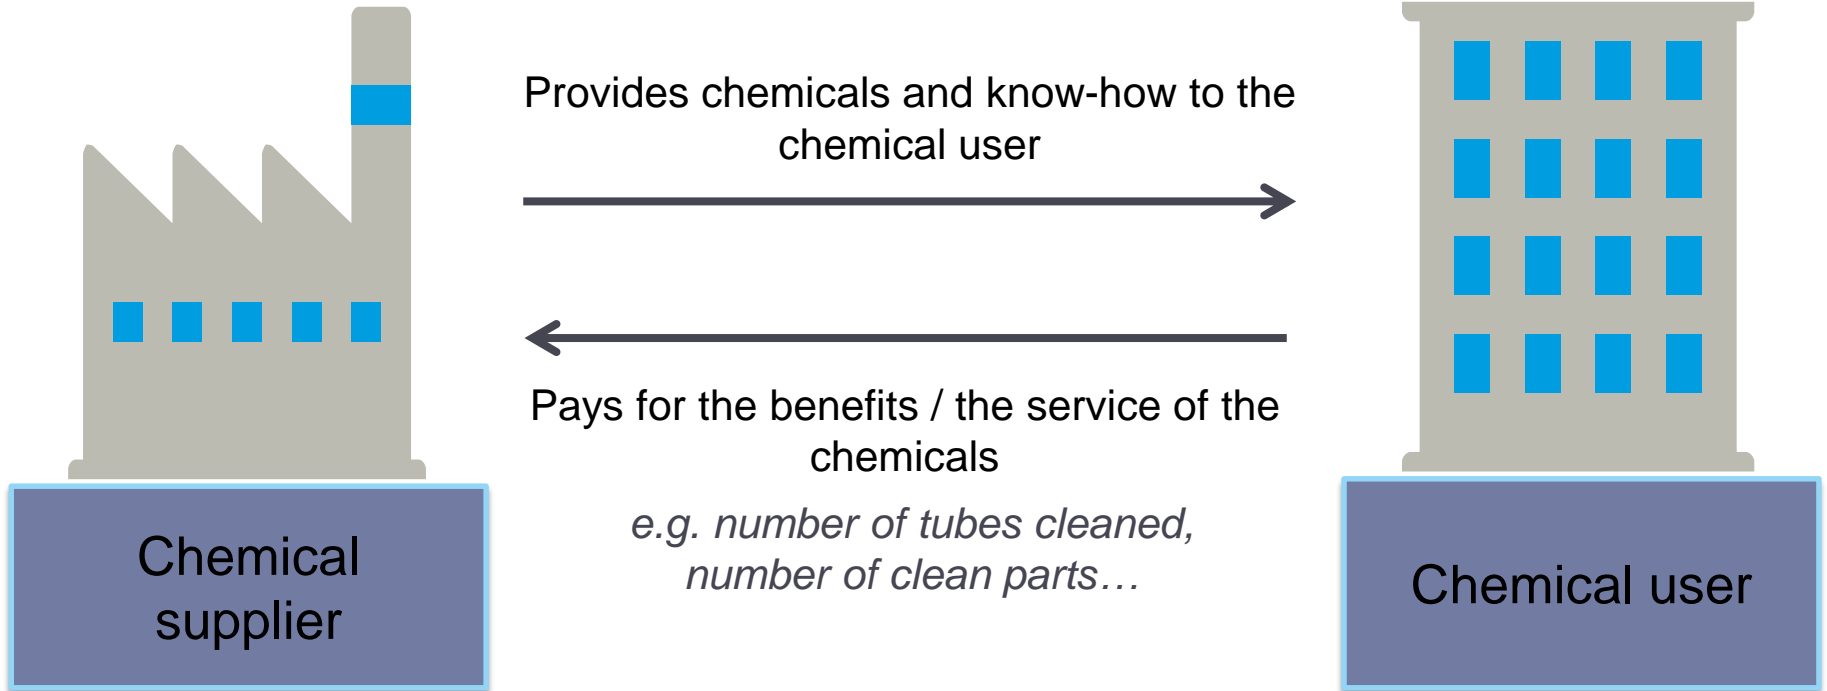 Provides chemicals and know-how to the
chemical user
Pays for the benefits / the service of the
chemicals
e.g. number of tubes cleaned,
number of clean parts…
Chemical
supplier
Chemical user